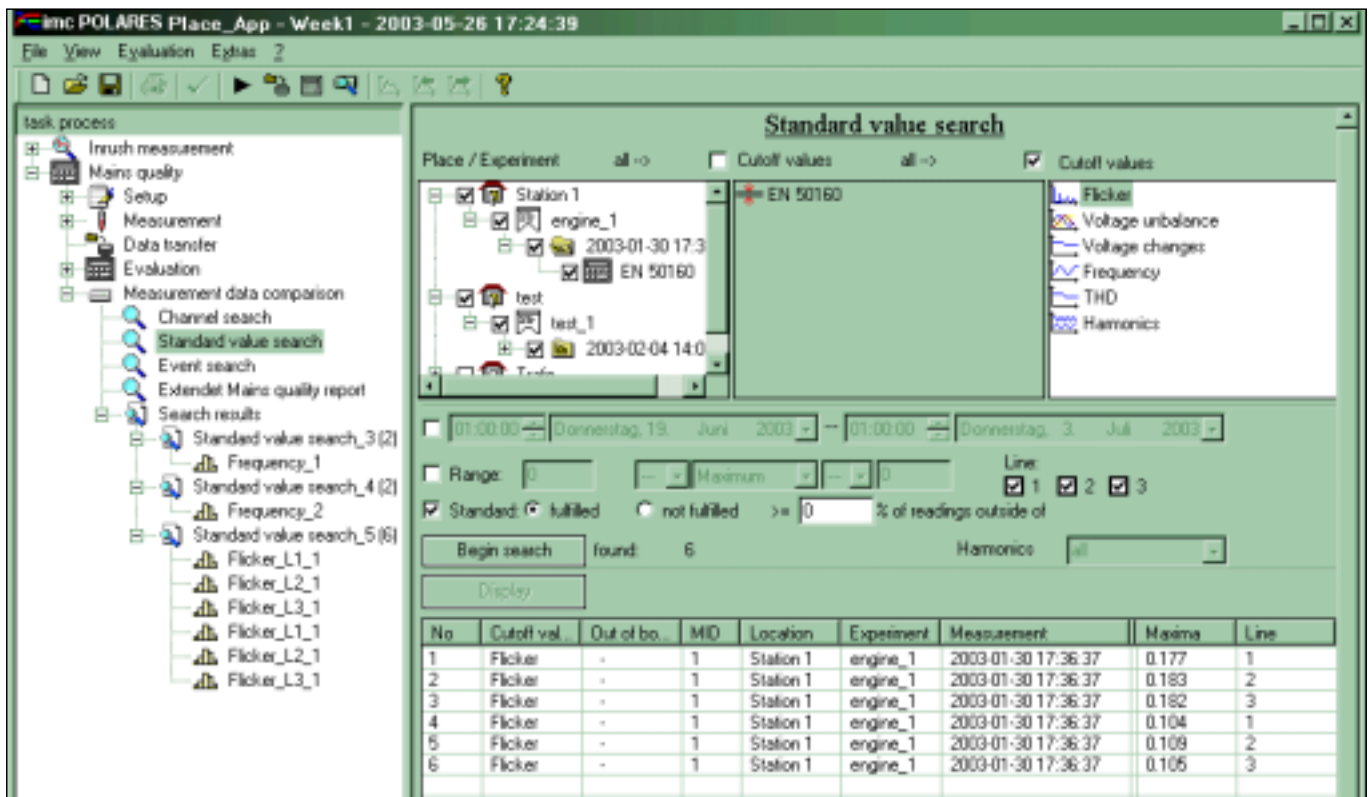 imc POLARES Place_App - Week1 - 2003-05-26 17:24:39
File View Evaluation Extras ?
task process
Inrush measurement
Mains quality
Setup
Measurement
Data transfer
Evaluation
Measurement data comparison
Channel search
Standard value search
Event search
Extendet Mains quality report
Search results
Standard value search_3 (2)
Frequency_1
Standard value search_4 (2)
Frequency_2
Standard value search_5 (6)
Flicker_L1_1
Flicker_L2_1
Flicker_L3_1
Flicker_L1_1
Flicker_L2_1
Flicker_L3_1
Standard value search
Place / Experiment all -> Cutoff values all -> Cutoff values
Station 1
engine_1
2003-01-30 17:3
EN 50160
test
test_1
2003-02-04 14:0
Trafo
EN 50160
Flicker
Voltage unbalance
Voltage changes
Frequency
THD
Harmonics
01:00:00 Donnerstag, 19. Juni 2003 -- 01:00:00 Donnerstag, 3. Juli 2003
Range: 0 --- Maximum --- 0 Line: 1 2 3
Standard: fulfilled not fulfilled >= 0 % of readings outside of
Begin search found: 6 Harmonics all
Display
No Cutoff val... Out of bo... MID Location Experiment Measurement Maxima Line
1 Flicker - 1 Station 1 engine_1 2003-01-30 17:36:37 0.177 1
2 Flicker - 1 Station 1 engine_1 2003-01-30 17:36:37 0.183 2
3 Flicker - 1 Station 1 engine_1 2003-01-30 17:36:37 0.182 3
4 Flicker - 1 Station 1 engine_1 2003-01-30 17:36:37 0.104 1
5 Flicker - 1 Station 1 engine_1 2003-01-30 17:36:37 0.109 2
6 Flicker - 1 Station 1 engine_1 2003-01-30 17:36:37 0.105 3